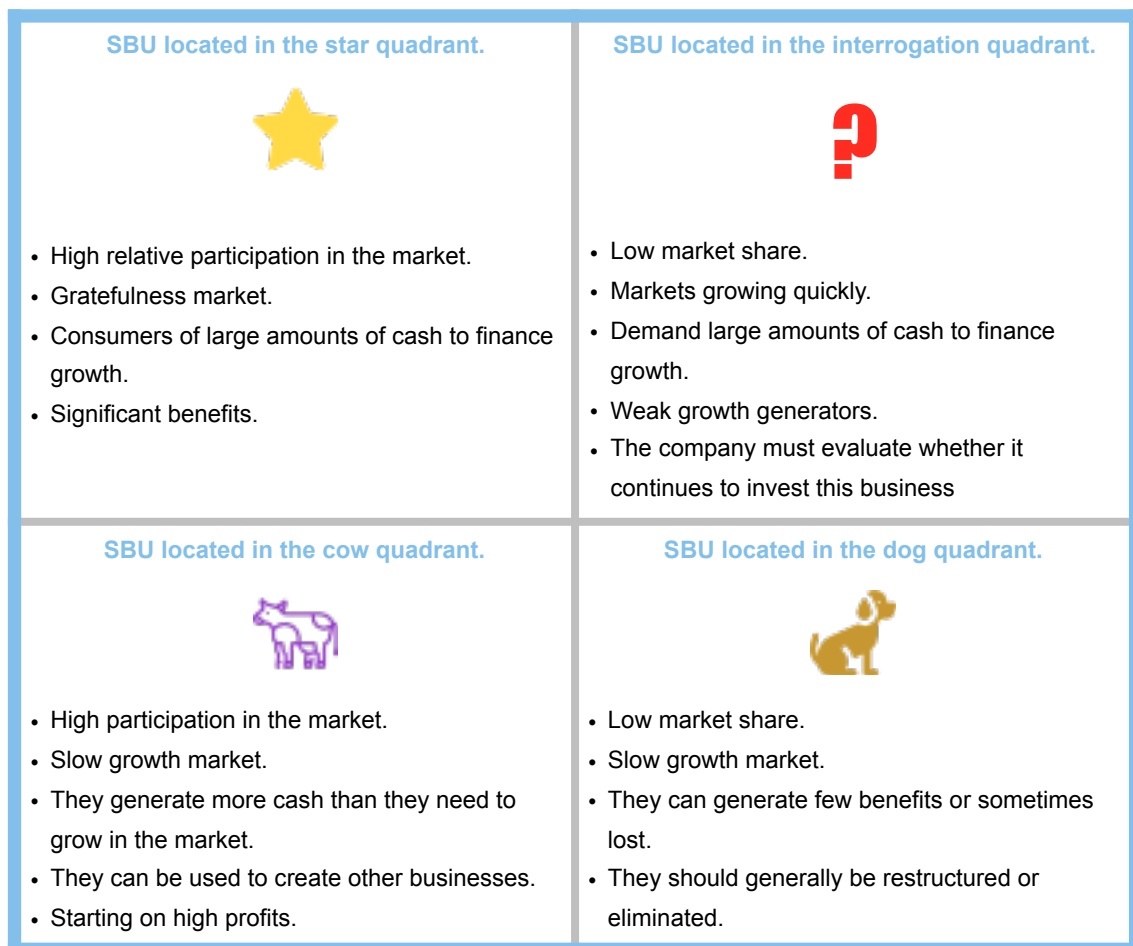 SBU located in the star quadrant.
• High relative participation in the market.
• Gratefulness market.
• Consumers of large amounts of cash to finance
growth.
• Significant benefits.
SBU located in the interrogation quadrant.
?
• Low market share.
• Markets growing quickly.
• Demand large amounts of cash to finance
growth.
• Weak growth generators.
• The company must evaluate whether it
continues to invest this business
SBU located in the cow quadrant.
• High participation in the market.
• Slow growth market.
• They generate more cash than they need to
grow in the market.
• They can be used to create other businesses.
• Starting on high profits.
SBU located in the dog quadrant.
• Low market share.
• Slow growth market.
• They can generate few benefits or sometimes
lost.
• They should generally be restructured or
eliminated.